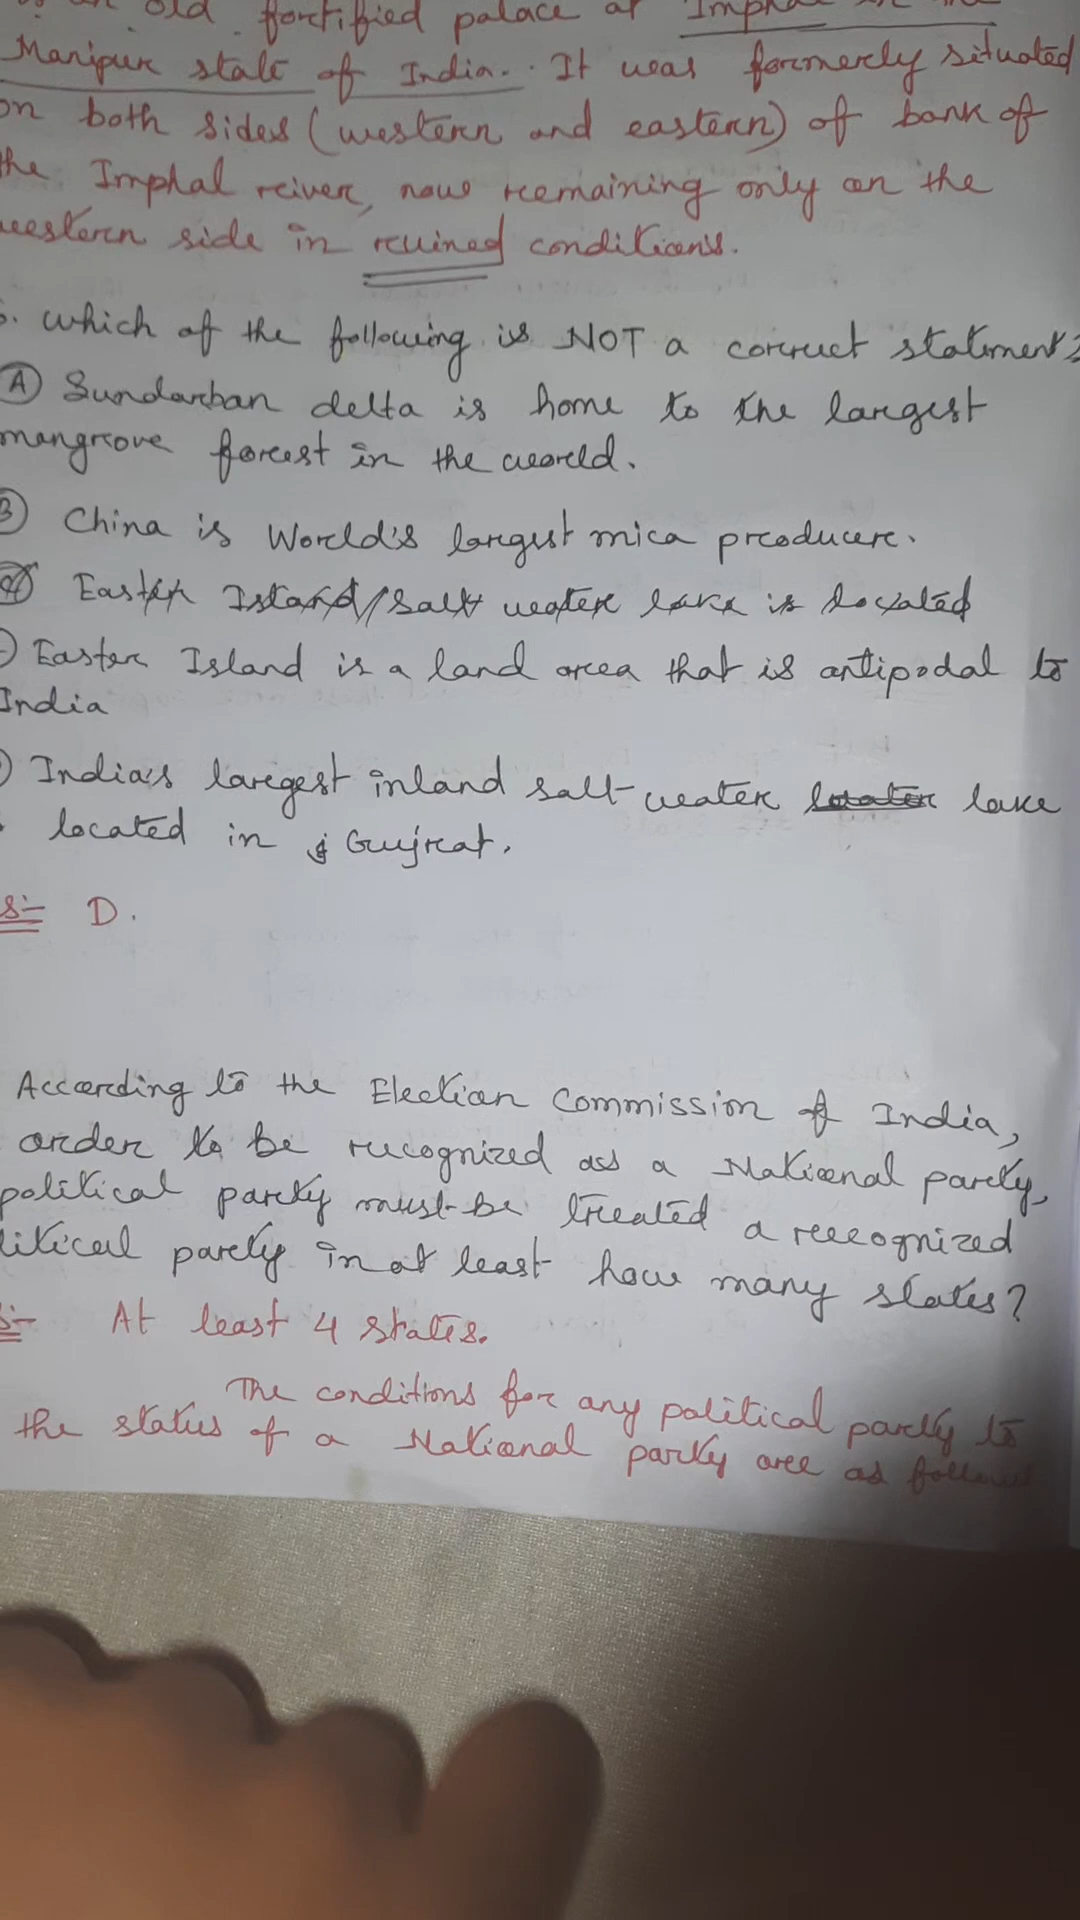 old fortified palace at Imphal in the
Manipur state of India. It was formerly situated
on both sides (western and eastern) of bank of
the Imphal river, now remaining only on the
western side in ruined conditions.
. which of the following is NOT a correct statement?
(A) Sundarban delta is home to the largest
mangrove forest in the world.
(B) China is World's largest mica producer.
Easter Island/salt water lake is located
Easter Island is a land area that is antipodal to
India
India's largest inland salt water lake
located in Gujrat.
s:- D.
According to the Election Commission of India,
order to be recognized as a National party,
political party must be treated a recognized
litical party in at least how many states?
s:- At least 4 states.
The conditions for any political party to
the status of a National party are as follows